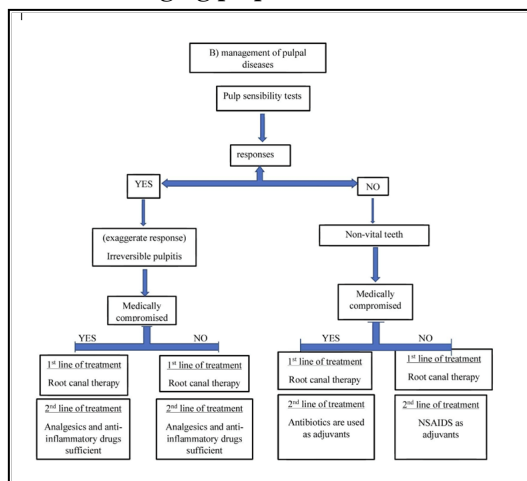 B) management of pulpal
diseases
Pulp sensibility tests
responses
YES
NO
(exaggerate response)
Irreversible pulpitis
Non-vital teeth
Medically
compromised
Medically
compromised
YES
NO
YES
NO
1st line of treatment
Root canal therapy
1st line of treatment
Root canal therapy
1st line of treatment
Root canal therapy
1st line of treatment
Root canal therapy
2nd line of treatment
Analgesics and anti-
inflammatory drugs
sufficient
2nd line of treatment
Analgesics and anti-
inflammatory drugs
sufficient
2nd line of treatment
Antibiotics are used
as adjuvants
2nd line of treatment
NSAIDS as
adjuvants